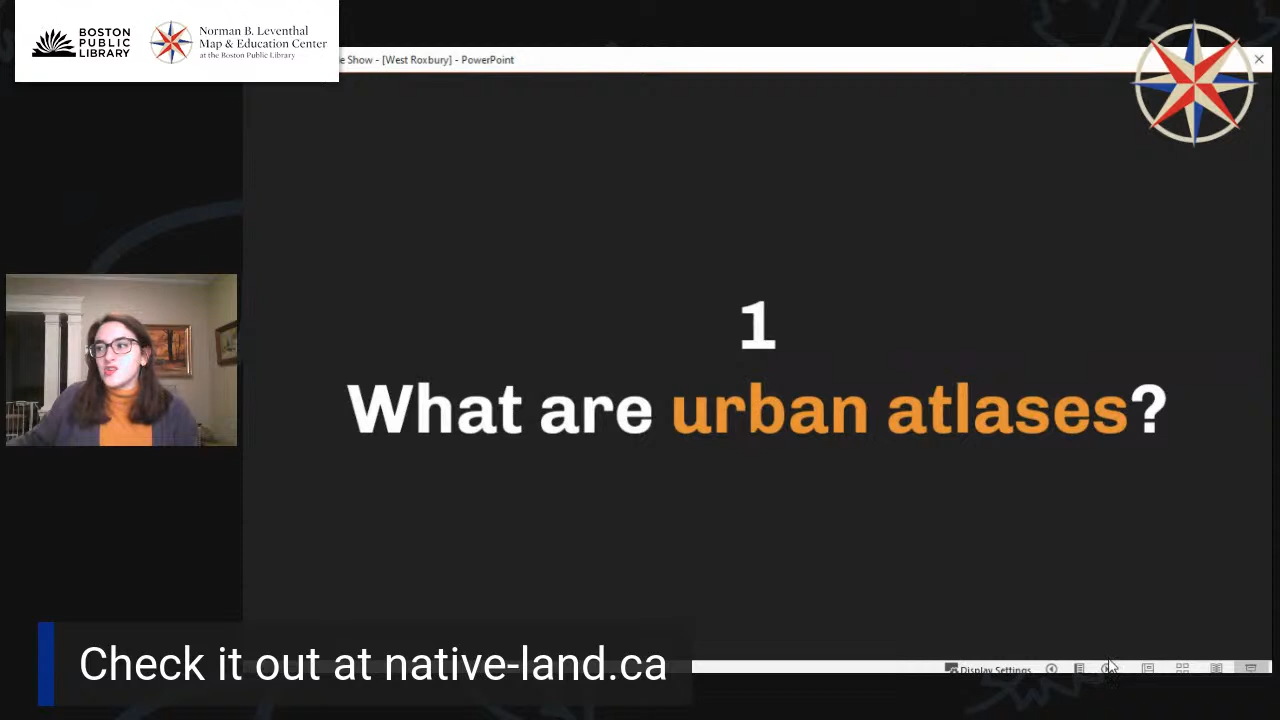 BOSTON
PUBLIC
LIBRARY
Norman B. Leventhal
Map & Education Center
at the Boston Public Library
Show - [West Roxbury] - PowerPoint
1
What are urban atlases?
Check it out at native-land.ca
Display Settings